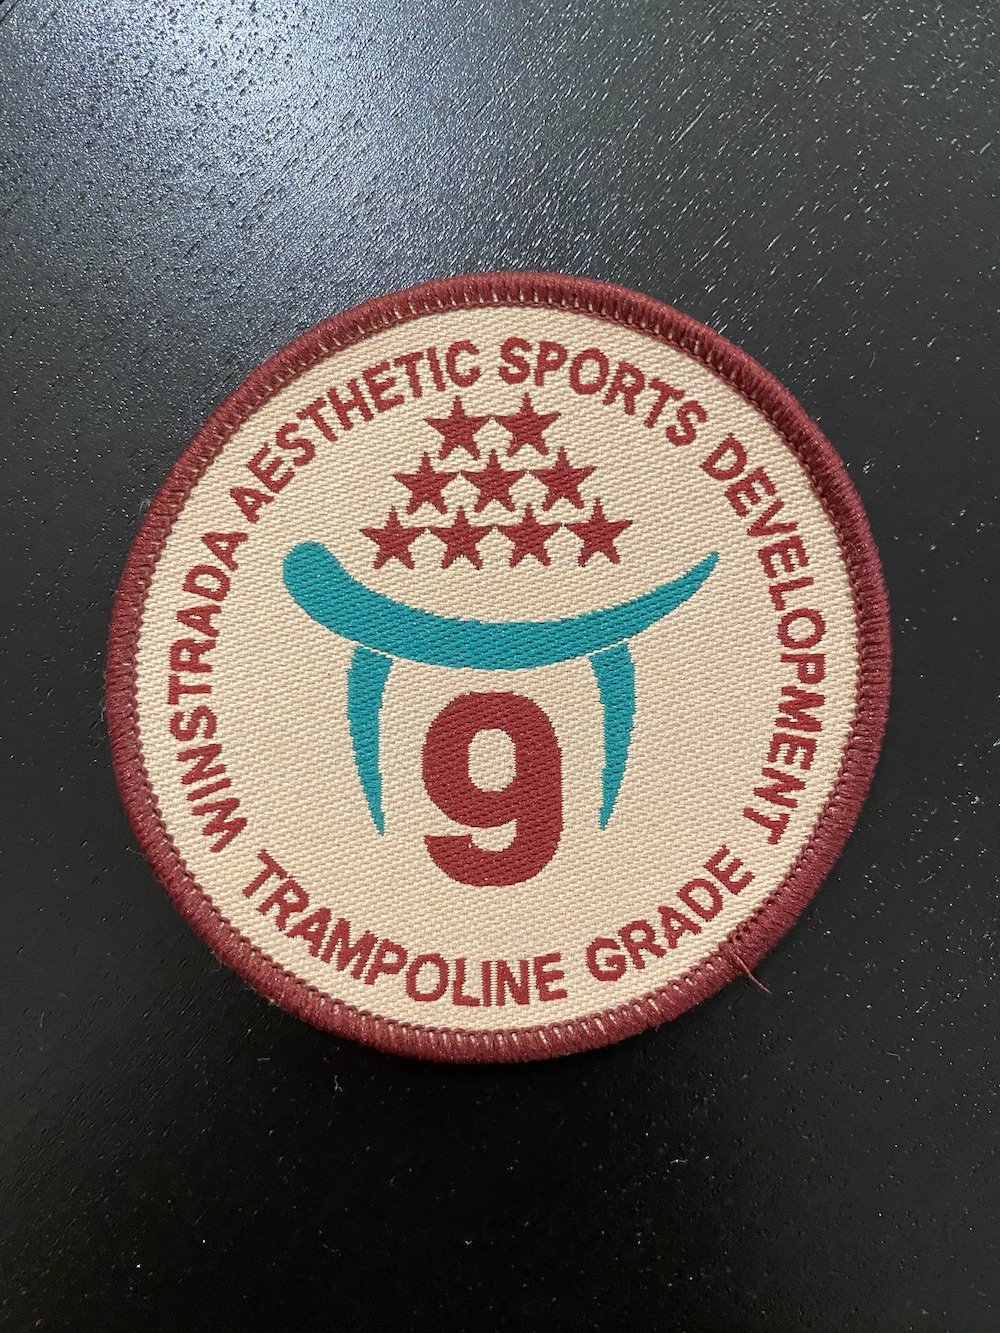 WINSTRADA AESTHETIC SPORTS DEVELOPMENT
9
TRAMPOLINE GRADE